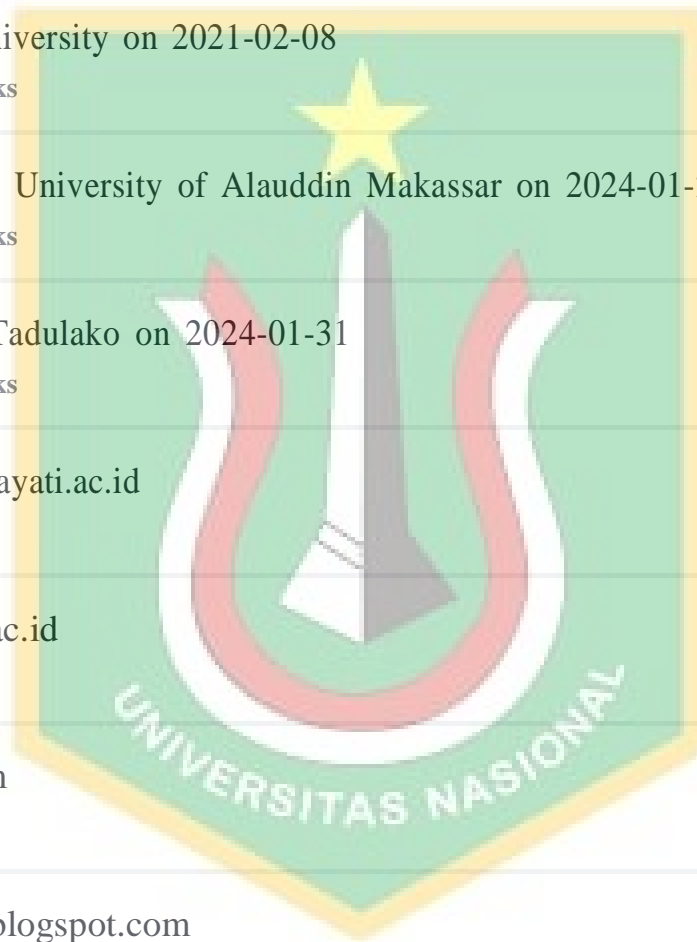 iversity on 2021-02-08
ks
University of Alauddin Makassar on 2024-01-
ks
Tadulako on 2024-01-31
ks
ayati.ac.id
ac.id
UNIVERSITAS NASIONAL
blogspot.com